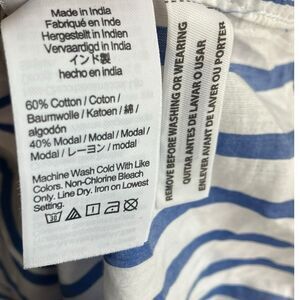 Made in India
Fabriqué en Inde
Hergestellt in Indien
Vervaardigd in India
インド製
hecho en india
60% Cotton / Coton /
Baumwolle / Katoen / 綿 /
algodón
40% Modal / Modal / Modal /
Modal / レーヨン / modal
Machine Wash Cold With Like
Colors. Non-Chlorine Bleach
Only. Line Dry. Iron on Lowest
Setting.
REMOVE BEFORE WASHING OR WEARING
QUITAR ANTES DE LAVAR O USAR
ENLEVER AVANT DE LAVER OU PORTER